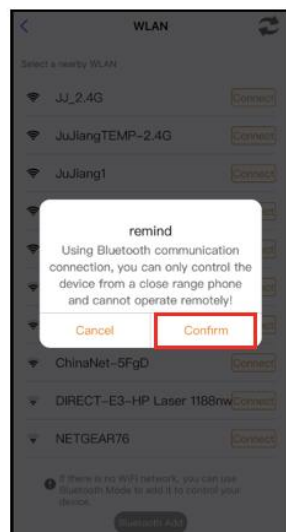 WLAN
Select a nearby WLAN
JJ_2.4G Connect
JuJiangTEMP-2.4G Connect
JuJiang1 Connect
remind
Using Bluetooth communication
connection, you can only control the
device from a close range phone
and cannot operate remotely!
Cancel Confirm
ChinaNet-5FgD Connect
DIRECT-E3-HP Laser 1188nw Connect
NETGEAR76 Connect
If there is no WiFi network, you can use
Bluetooth Mode to add it to control your
device.
Bluetooth Add